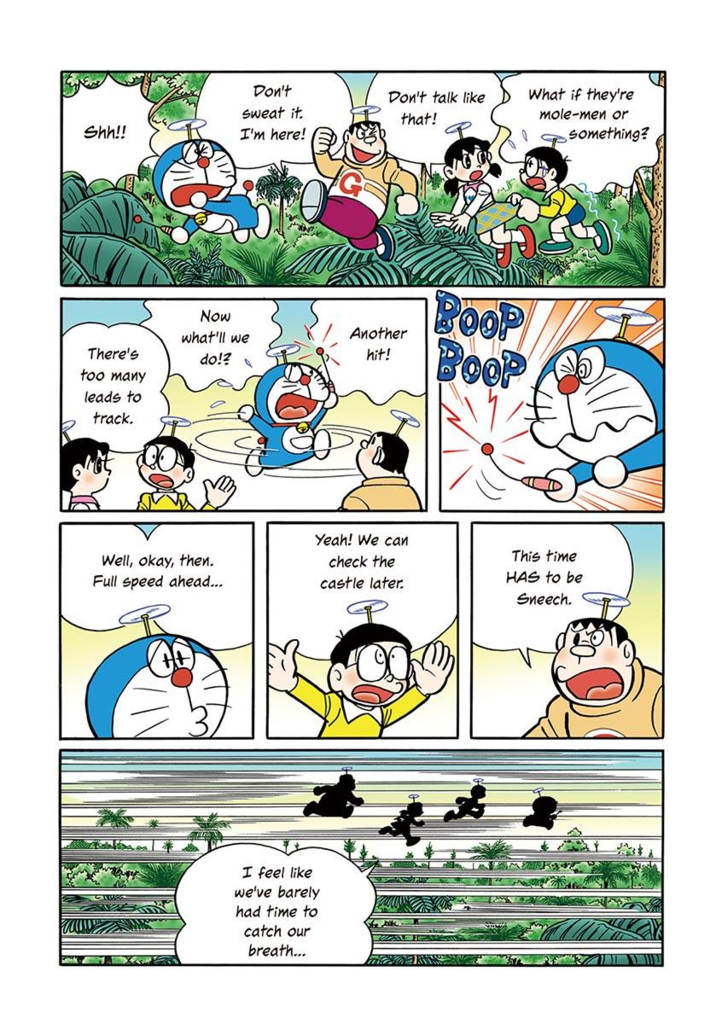 Shh!!
Don't
sweat it.
I'm here!
Don't talk like
that!
What if they're
mole-men or
something?
G
There's
too many
leads to
track.
Now
what'll we
do!?
Another
hit!
BOOP
BOOP
Well, okay, then.
Full speed ahead...
Yeah! We can
check the
castle later.
This time
HAS to be
Sneech.
I feel like
we've barely
had time to
catch our
breath...